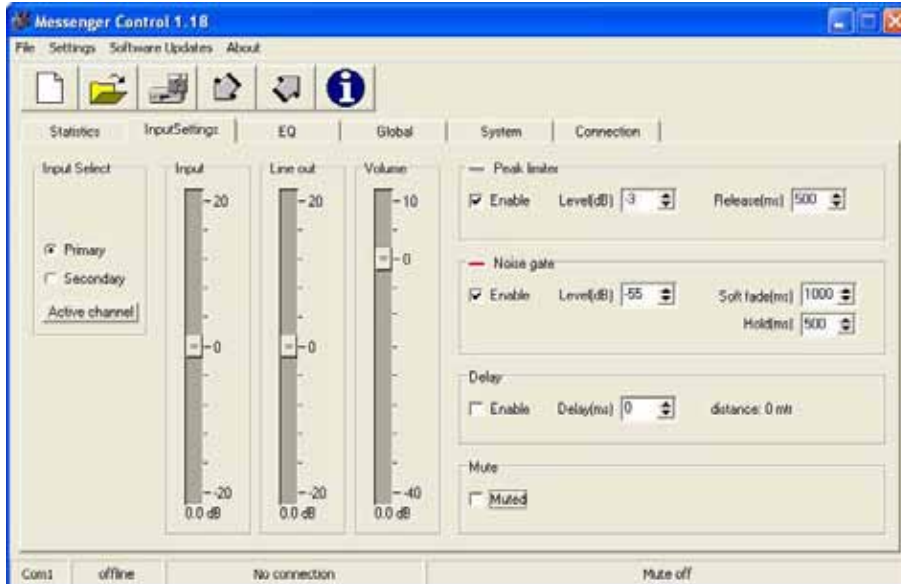 Messenger Control 1.18
File Settings Software Updates About
Statistics InputSettings EQ Global System Connection
Input Select
Primary
Secondary
Active channel
Input
20
0
-20
0.0 dB
Line out
20
0
-20
0.0 dB
Volume
10
0
-40
0.0 dB
Peak limiter
Enable Level(dB) -3 Release(ms) 500
Noise gate
Enable Level(dB) -55 Soft fade(ms) 1000
Hold(ms) 500
Delay
Enable Delay(ms) 0 distance: 0 mtr
Mute
Muted
Com1 offline No connection Mute off